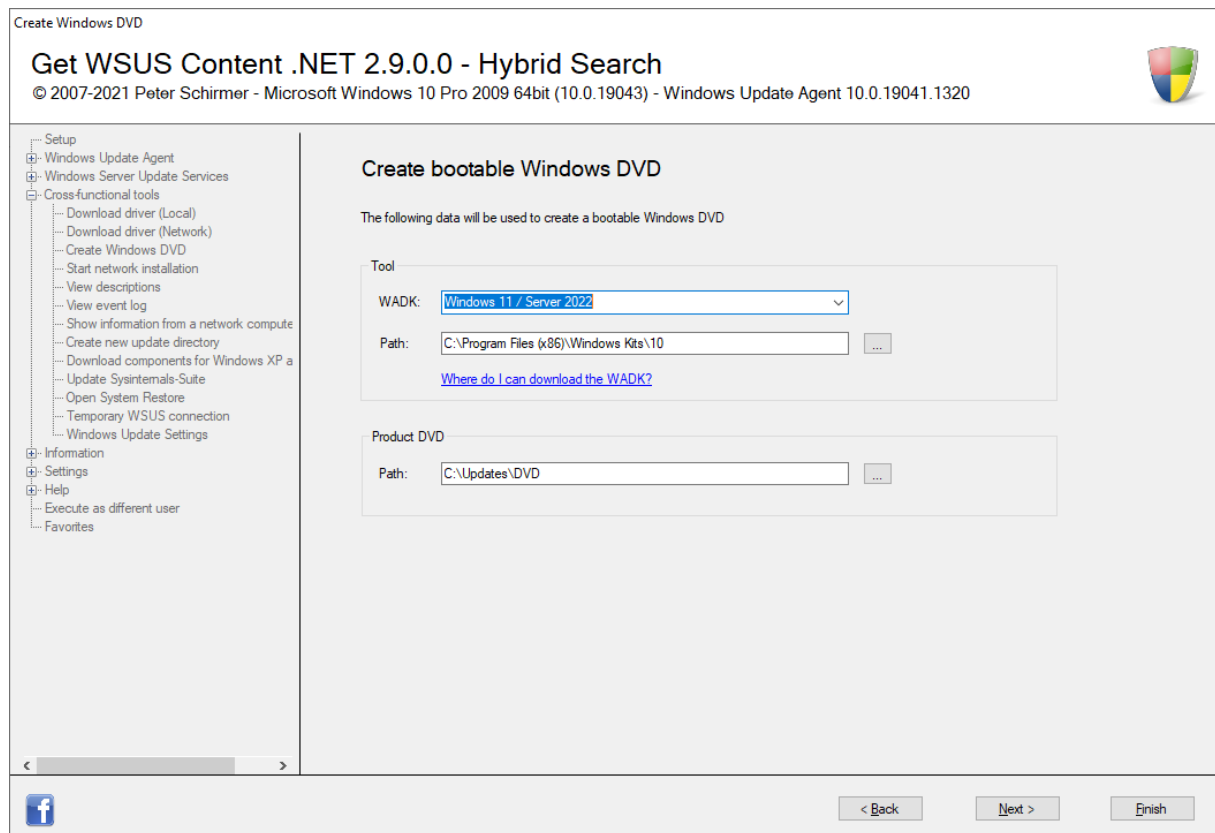 Create Windows DVD
Get WSUS Content .NET 2.9.0.0 - Hybrid Search
© 2007-2021 Peter Schirmer - Microsoft Windows 10 Pro 2009 64bit (10.0.19043) - Windows Update Agent 10.0.19041.1320
Setup
Windows Update Agent
Windows Server Update Services
Cross-functional tools
Download driver (Local)
Download driver (Network)
Create Windows DVD
Start network installation
View descriptions
View event log
Show information from a network compute
Create new update directory
Download components for Windows XP a
Update Sysinternals-Suite
Open System Restore
Temporary WSUS connection
Windows Update Settings
Information
Settings
Help
Execute as different user
Favorites
Create bootable Windows DVD
The following data will be used to create a bootable Windows DVD
Tool
WADK: Windows 11 / Server 2022
Path: C:\Program Files (x86)\Windows Kits\10 ...
Where do I can download the WADK?
Product DVD
Path: C:\Updates\DVD ...
f
< Back Next > Finish